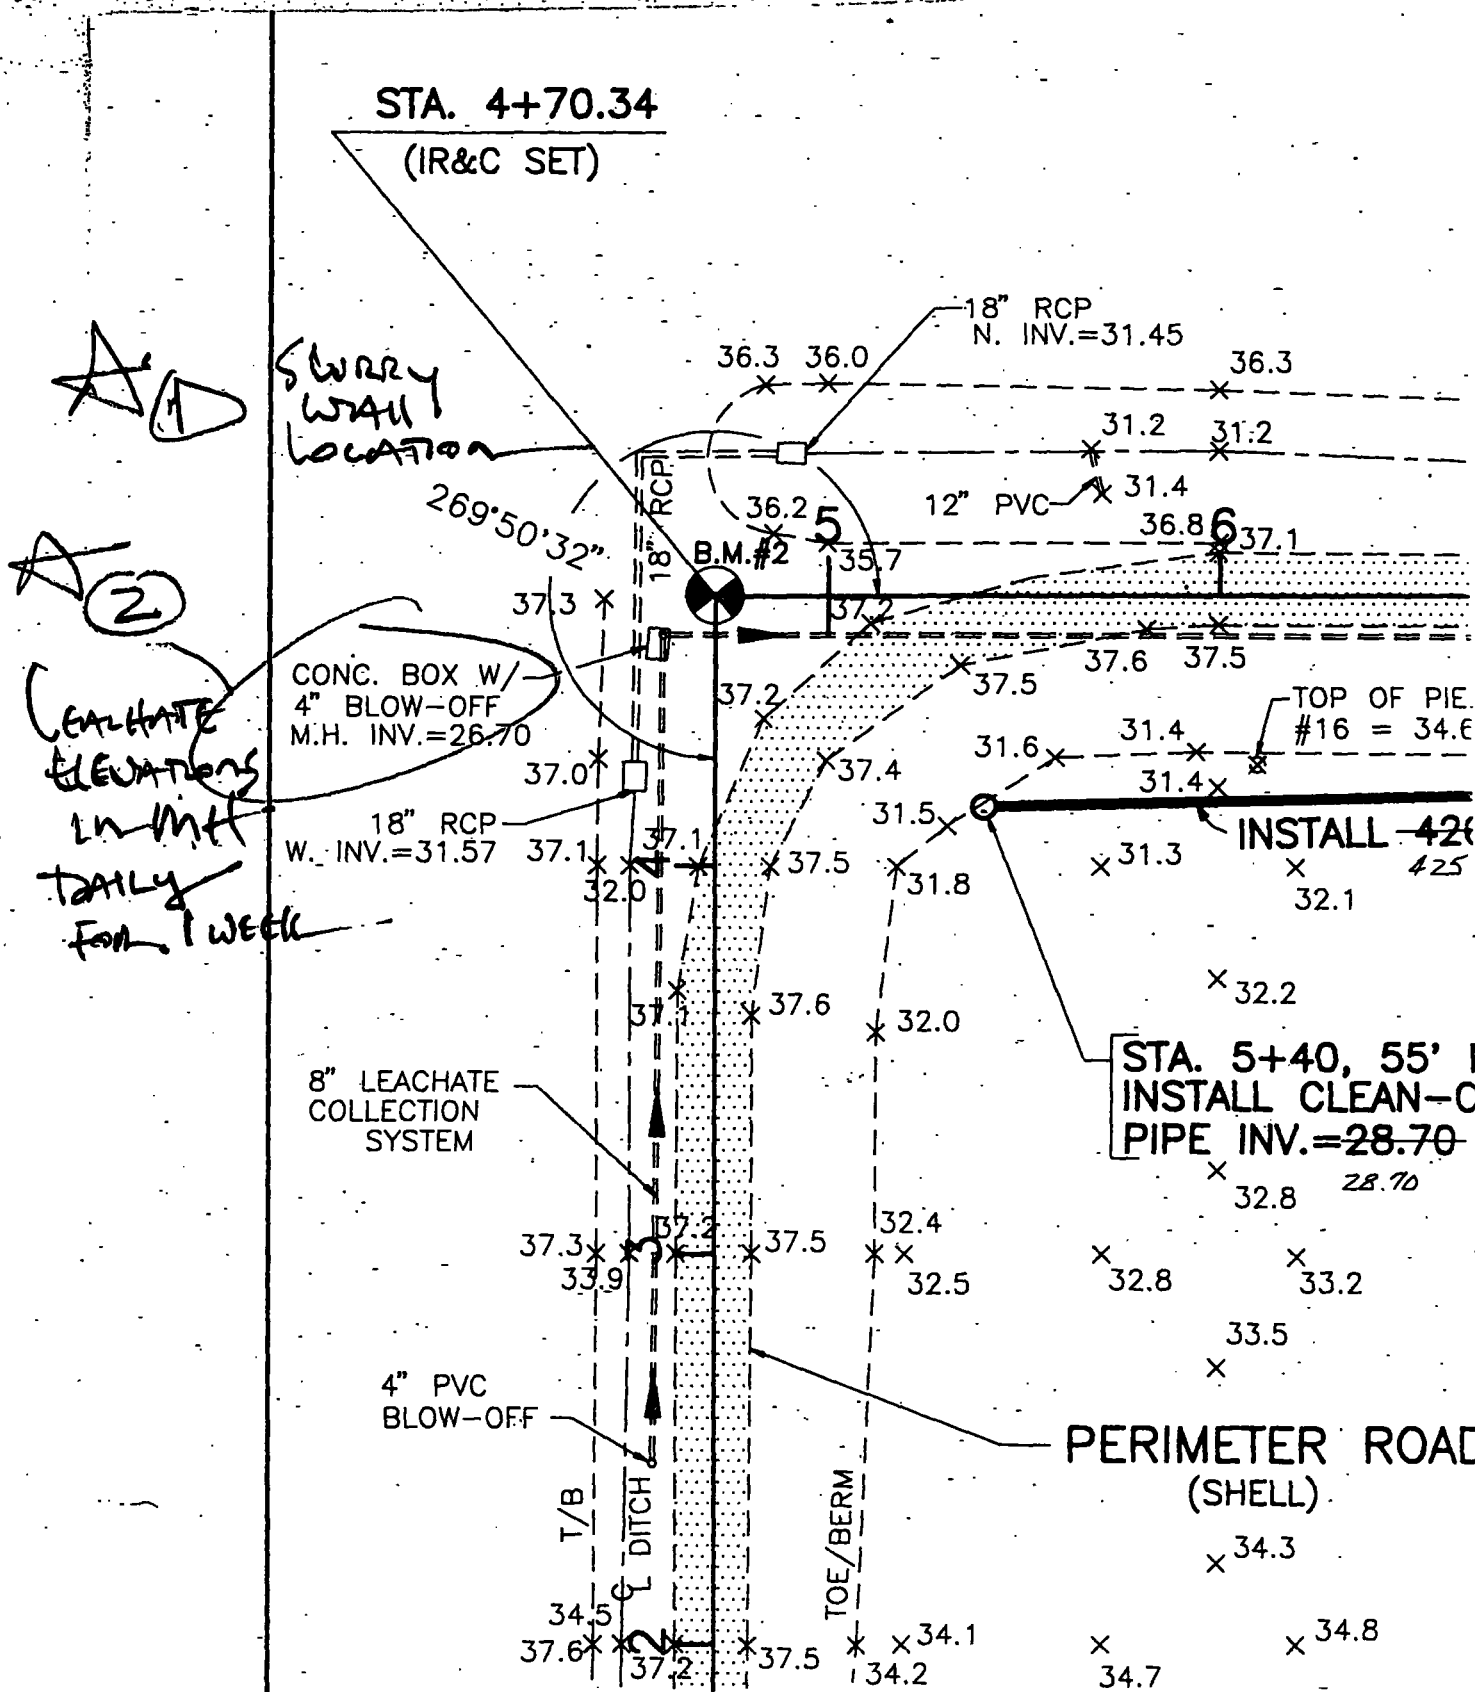 STA. 4+70.34
(IR&C SET)
18" RCP
N. INV.=31.45
36.3 36.0
36.3
SLURRY
WALL
LOCATION
1
31.2
31.2
18" RCP
269°50'32"
12" PVC
31.4
36.2
5
35.7
36.8
6
37.1
B.M.#2
37.3
37.2
2
37.6
37.5
37.5
CONC. BOX W/
4" BLOW-OFF
M.H. INV.=26.70
37.2
TOP OF PIE
#16 = 34.6
LEACHATE
ELEVATIONS
IN MH
DAILY
FOR 1 WEEK
37.0
31.6
31.4
37.4
31.4
18" RCP
W. INV.=31.57
31.5
INSTALL 426
425
37.1
32.0
37.1
4
37.5
31.8
31.3
32.1
32.2
37.1
37.6
32.0
STA. 5+40, 55'
INSTALL CLEAN-O
PIPE INV.=28.70
28.70
8" LEACHATE
COLLECTION
SYSTEM
32.8
37.3
33.9
3
37.2
37.5
32.4
32.5
32.8
33.2
33.5
4" PVC
BLOW-OFF
PERIMETER ROAD
(SHELL)
T/B
℄ DITCH
TOE/BERM
34.3
34.5
37.6
2
37.2
37.5
34.2
34.1
34.7
34.8